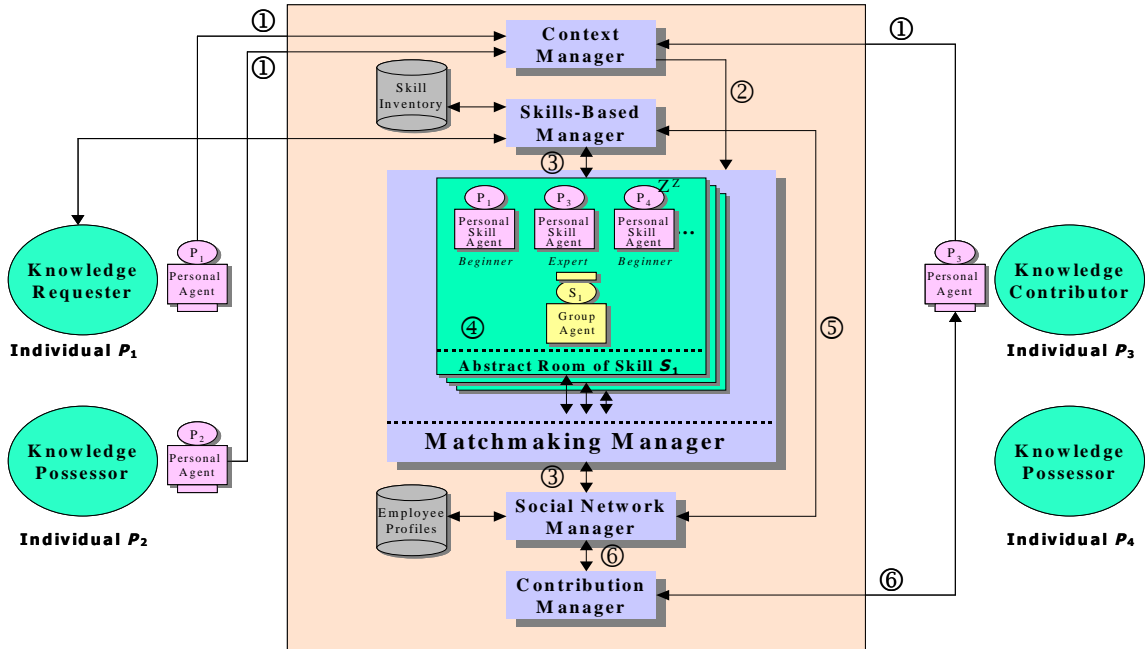 ①
①
Context
Manager
①
②
Skill
Inventory
Skills-Based
Manager
③
Z Z
P1
P3
P4
Personal
Skill
Agent
Personal
Skill
Agent
Personal
Skill
Agent
...
Beginner
Expert
Beginner
S1
Group
Agent
④
⑤
Abstract Room of Skill S1
Matchmaking Manager
Knowledge
Requester
P1
Personal
Agent
Individual P1
P3
Personal
Agent
Knowledge
Contributor
Individual P3
Knowledge
Possessor
P2
Personal
Agent
Individual P2
Knowledge
Possessor
Individual P4
③
Employee
Profiles
Social Network
Manager
⑥
Contribution
Manager
⑥